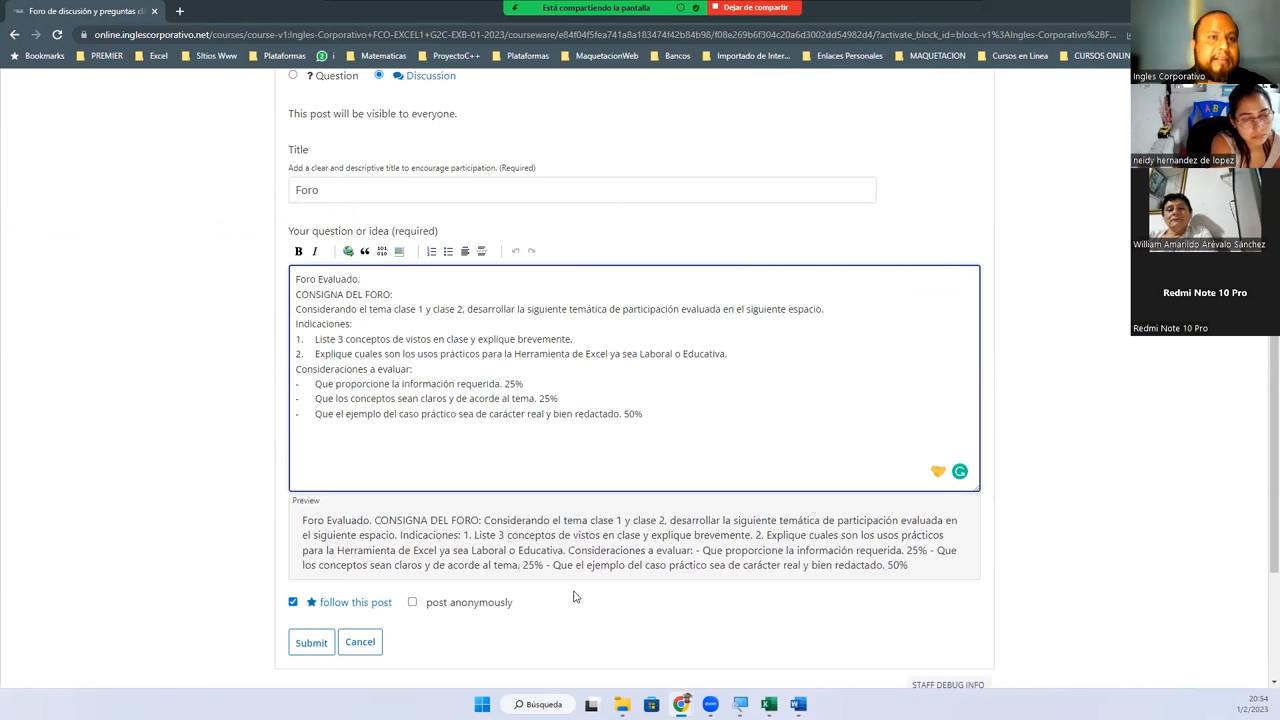 Foro de discusión y preguntas cl
Está compartiendo la pantalla
Dejar de compartir
online.inglescorporativo.net/courses/course-v1:Ingles-Corporativo+FCO-EXCEL1+G2C-EXB-01-2023/courseware/e84f04f5fea741a8a183474f42b84b98/f08e269b6f304c20a6d3002dd54982d4/?activate_block_id=block-v1%3AIngles-Corporativo%2BF...
Bookmarks
PREMIER
Excel
Sitios Www
Plataformas
Matematicas
ProyectoC++
Plataformas
MaquetacionWeb
Bancos
Importado de Inter...
Enlaces Personales
MAQUETACION
Cursos en Linea
CURSOS ONLIN
Ingles Corporativo
neidy hernandez de lopez
William Amarildo Arévalo Sánchez
Redmi Note 10 Pro
Redmi Note 10 Pro
? Question
Discussion
This post will be visible to everyone.
Title
Add a clear and descriptive title to encourage participation. (Required)
Foro
Your question or idea (required)
B I
Foro Evaluado.
CONSIGNA DEL FORO:
Considerando el tema clase 1 y clase 2, desarrollar la siguiente temática de participación evaluada en el siguiente espacio.
Indicaciones:
1. Liste 3 conceptos de vistos en clase y explique brevemente.
2. Explique cuales son los usos prácticos para la Herramienta de Excel ya sea Laboral o Educativa.
Consideraciones a evaluar:
- Que proporcione la información requerida. 25%
- Que los conceptos sean claros y de acorde al tema. 25%
- Que el ejemplo del caso práctico sea de carácter real y bien redactado. 50%
Preview
Foro Evaluado. CONSIGNA DEL FORO: Considerando el tema clase 1 y clase 2, desarrollar la siguiente temática de participación evaluada en
el siguiente espacio. Indicaciones: 1. Liste 3 conceptos de vistos en clase y explique brevemente. 2. Explique cuales son los usos prácticos
para la Herramienta de Excel ya sea Laboral o Educativa. Consideraciones a evaluar: - Que proporcione la información requerida. 25% - Que
los conceptos sean claros y de acorde al tema. 25% - Que el ejemplo del caso práctico sea de carácter real y bien redactado. 50%
follow this post
post anonymously
Submit
Cancel
STAFF DEBUG INFO
Búsqueda
20:54
1/2/2023